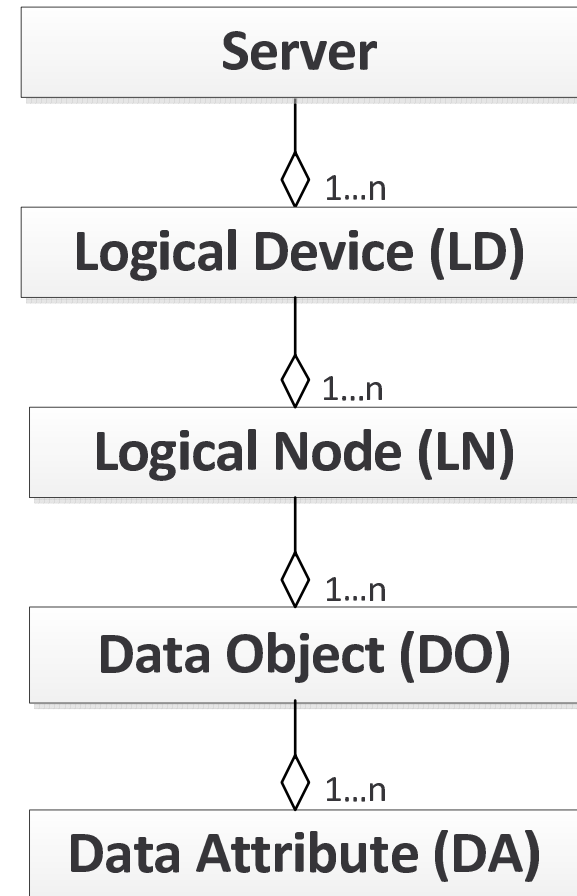 Server
1...n
Logical Device (LD)
1...n
Logical Node (LN)
1...n
Data Object (DO)
1...n
Data Attribute (DA)